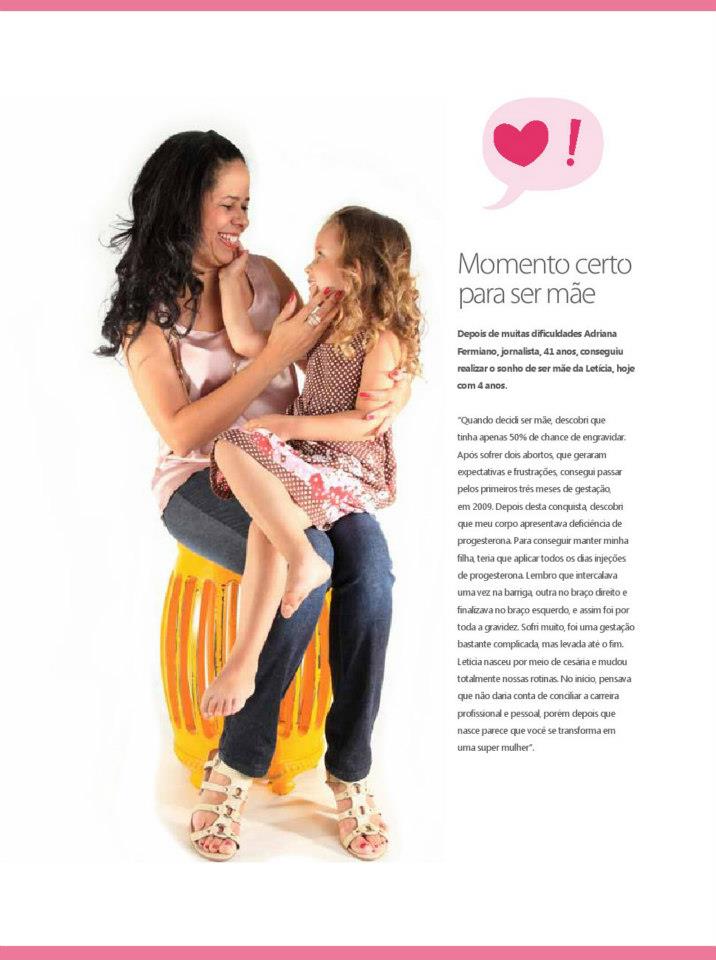 !
Momento certo
para ser mãe
Depois de muitas dificuldades Adriana
Fermiano, jornalista, 41 anos, conseguiu
realizar o sonho de ser mãe da Letícia, hoje
com 4 anos.
"Quando decidi ser mãe, descobri que
tinha apenas 50% de chance de engravidar.
Após sofrer dois abortos, que geraram
expectativas e frustrações, consegui passar
pelos primeiros três meses de gestação,
em 2009. Depois desta conquista, descobri
que meu corpo apresentava deficiência de
progesterona. Para conseguir manter minha
filha, teria que aplicar todos os dias injeções
de progesterona. Lembro que intercalava
uma vez na barriga, outra no braço direito e
finalizava no braço esquerdo, e assim foi por
toda a gravidez. Sofri muito, foi uma gestação
bastante complicada, mas levada até o fim.
Letícia nasceu por meio de cesária e mudou
totalmente nossas rotinas. No início, pensava
que não daria conta de conciliar a carreira
profissional e pessoal, porém depois que
nasce parece que você se transforma em
uma super mulher".